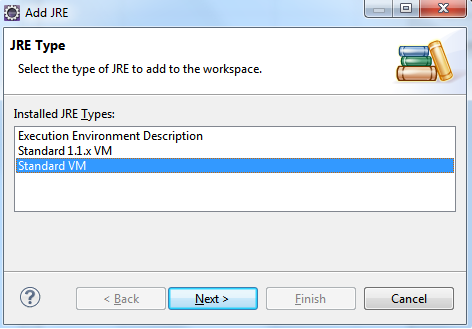 Add JRE
JRE Type
Select the type of JRE to add to the workspace.
Installed JRE Types:
Execution Environment Description
Standard 1.1.x VM
Standard VM
? < Back Next > Finish Cancel